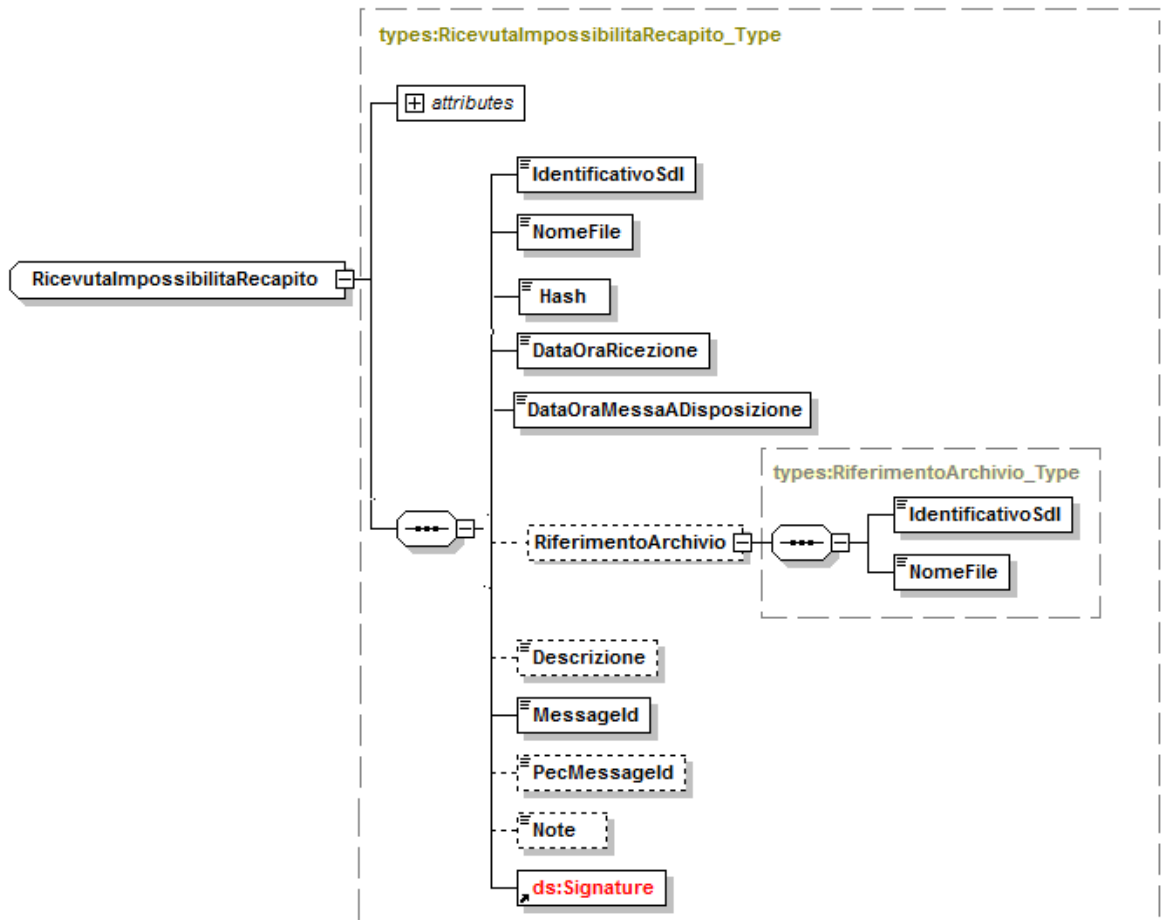 types:RicevutaImpossibilitaRecapito_Type
attributes
IdentificativoSdI
NomeFile
RicevutaImpossibilitaRecapito
Hash
DataOraRicezione
DataOraMessaADisposizione
types:RiferimentoArchivio_Type
IdentificativoSdI
RiferimentoArchivio
NomeFile
Descrizione
MessageId
PecMessageId
Note
ds:Signature